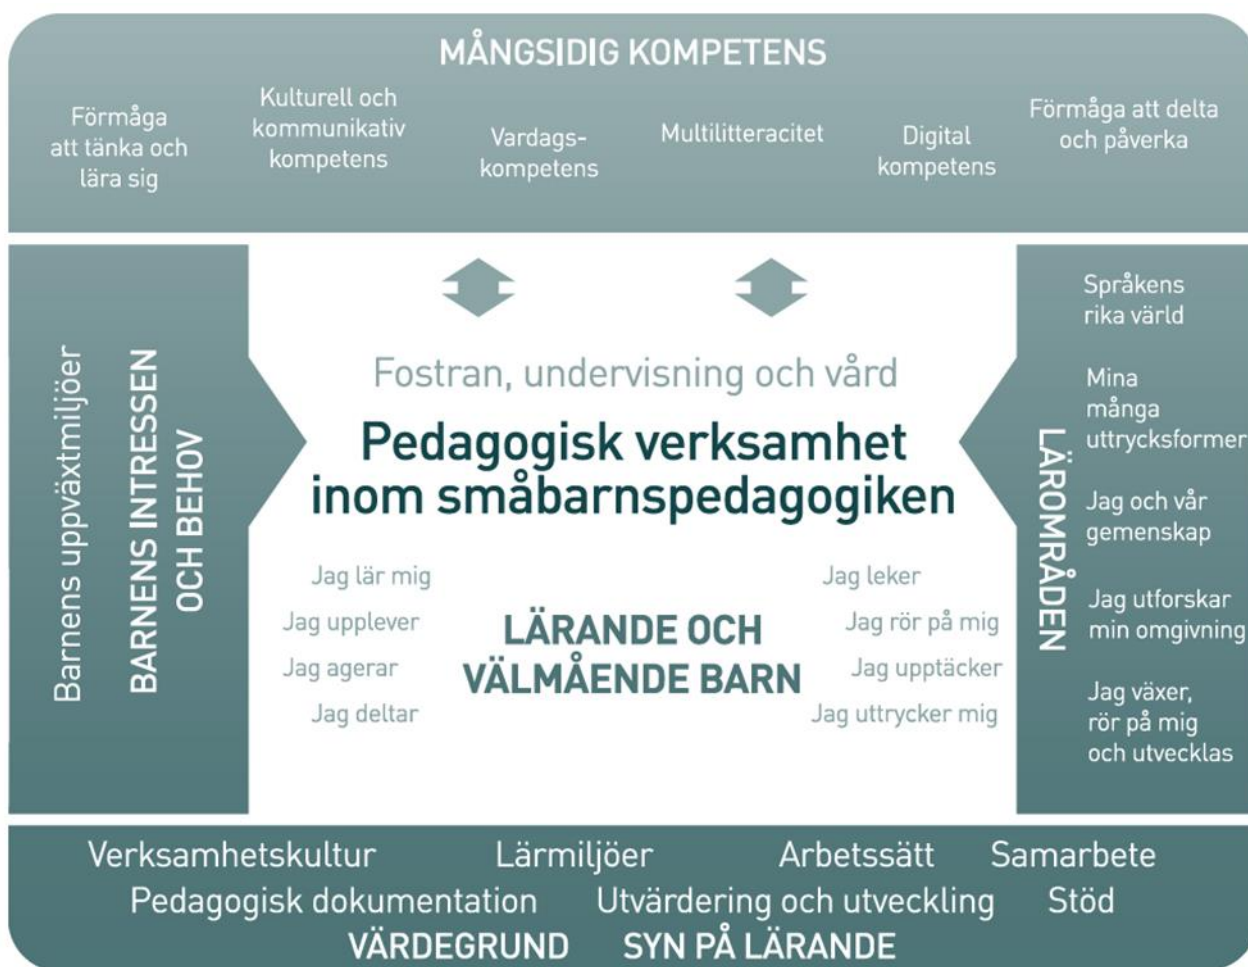 MÅNGSIDIG KOMPETENS
Förmåga
att tänka och
lära sig
Kulturell och
kommunikativ
kompetens
Vardags-
kompetens
Multilitteracitet
Digital
kompetens
Förmåga att delta
och påverka
Barnens uppväxtmiljöer
BARNENS INTRESSEN
OCH BEHOV
Fostran, undervisning och vård
Pedagogisk verksamhet
inom småbarnspedagogiken
Jag lär mig
Jag upplever
Jag agerar
Jag deltar
LÄRANDE OCH
VÄLMÅENDE BARN
Jag leker
Jag rör på mig
Jag upptäcker
Jag uttrycker mig
LÄROMRÅDEN
Språkens
rika värld
Mina
många
uttrycksformer
Jag och vår
gemenskap
Jag utforskar
min omgivning
Jag växer,
rör på mig
och utvecklas
Verksamhetskultur Lärmiljöer Arbetssätt Samarbete
Pedagogisk dokumentation Utvärdering och utveckling Stöd
VÄRDEGRUND SYN PÅ LÄRANDE